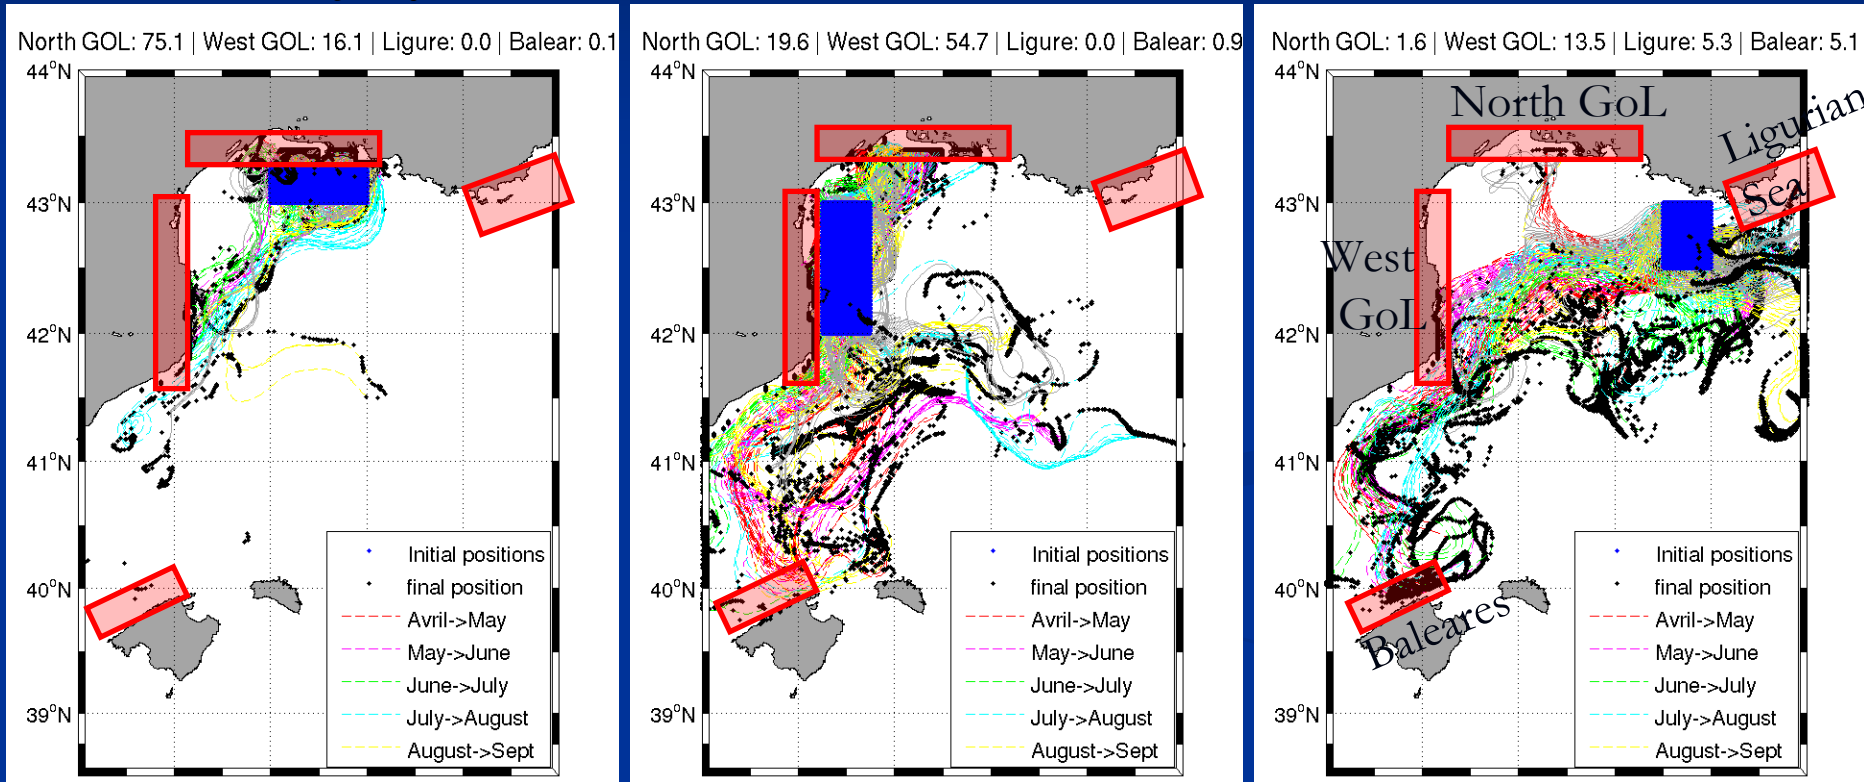 North GOL: 75.1 | West GOL: 16.1 | Ligure: 0.0 | Balear: 0.1
44°N
43°N
42°N
41°N
40°N
39°N
Initial positions
final position
Avril->May
May->June
June->July
July->August
August->Sept
North GOL: 19.6 | West GOL: 54.7 | Ligure: 0.0 | Balear: 0.9
44°N
43°N
42°N
41°N
40°N
39°N
Initial positions
final position
Avril->May
May->June
June->July
July->August
August->Sept
North GOL: 1.6 | West GOL: 13.5 | Ligure: 5.3 | Balear: 5.1
44°N
43°N
42°N
41°N
40°N
39°N
North GoL
Ligurian
Sea
West
GoL
Baleares
Initial positions
final position
Avril->May
May->June
June->July
July->August
August->Sept